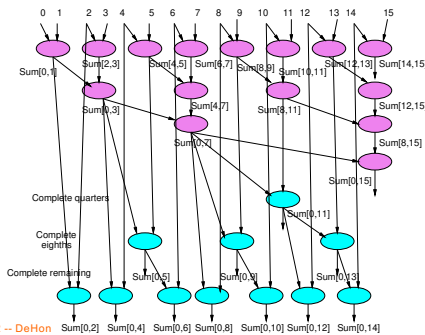 0 1 2 3 4 5 6 7 8 9 10 11 12 13 14 15
Sum[0,1] Sum[2,3] Sum[4,5] Sum[6,7] Sum[8,9] Sum[10,11] Sum[12,13] Sum[14,15
Sum[0,3] Sum[4,7] Sum[8,11] Sum[12,15
Sum[0,7] Sum[8,15]
Sum[0,15]
Complete quarters
Sum[0,11]
Complete
eighths
Complete remaining
Sum[0,5] Sum[0,9] Sum[0,13]
-- DeHon Sum[0,2] Sum[0,4] Sum[0,6] Sum[0,8] Sum[0,10] Sum[0,12] Sum[0,14]